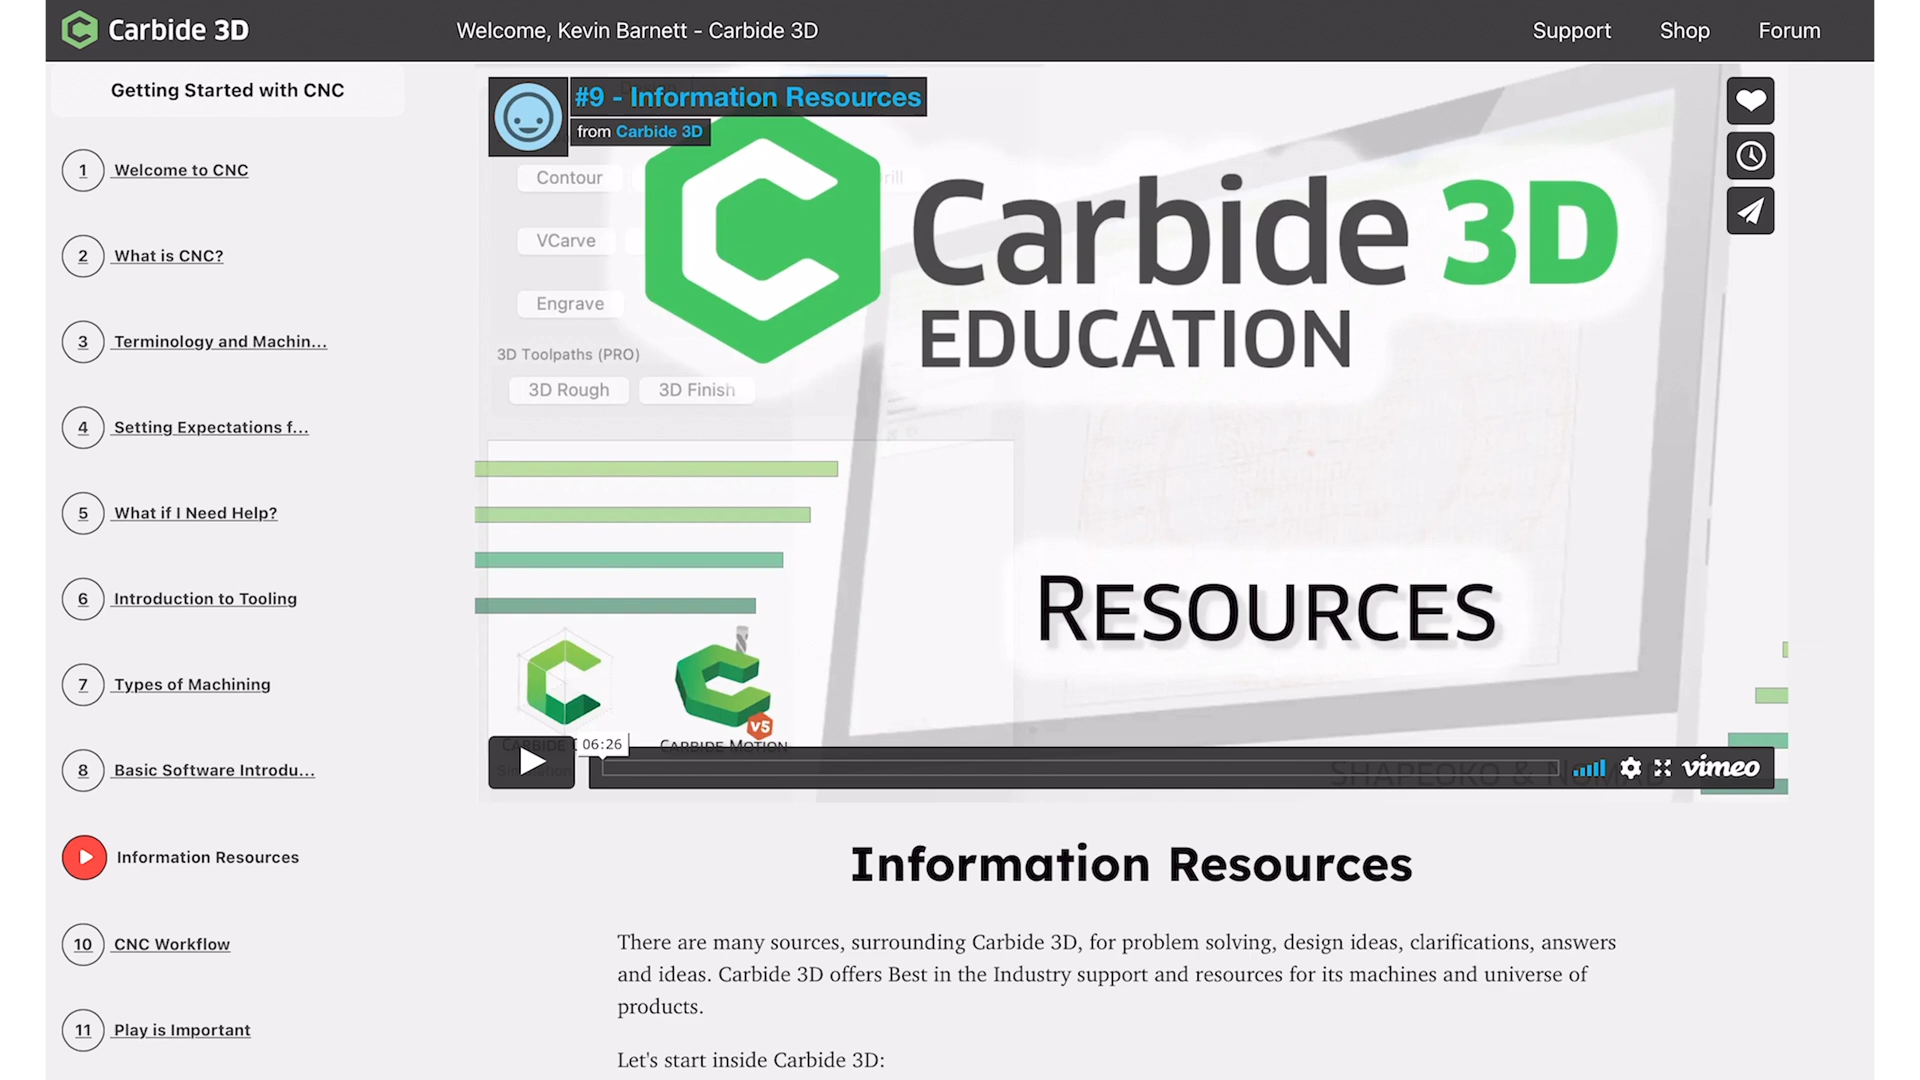 Carbide 3D
Welcome, Kevin Barnett - Carbide 3D
Support
Shop
Forum
Getting Started with CNC
1 Welcome to CNC
2 What is CNC?
3 Terminology and Machin...
4 Setting Expectations f...
5 What if I Need Help?
6 Introduction to Tooling
7 Types of Machining
8 Basic Software Introdu...
Information Resources
10 CNC Workflow
11 Play is Important
#9 - Information Resources
from Carbide 3D
Contour
VCarve
Engrave
3D Toolpaths (PRO)
3D Rough
3D Finish
Carbide 3D
EDUCATION
RESOURCES
V5
CARBIDE MOTION
06:26
SHAPEOKO & NOMAD
vimeo
Information Resources
There are many sources, surrounding Carbide 3D, for problem solving, design ideas, clarifications, answers
and ideas. Carbide 3D offers Best in the Industry support and resources for its machines and universe of
products.
Let's start inside Carbide 3D: